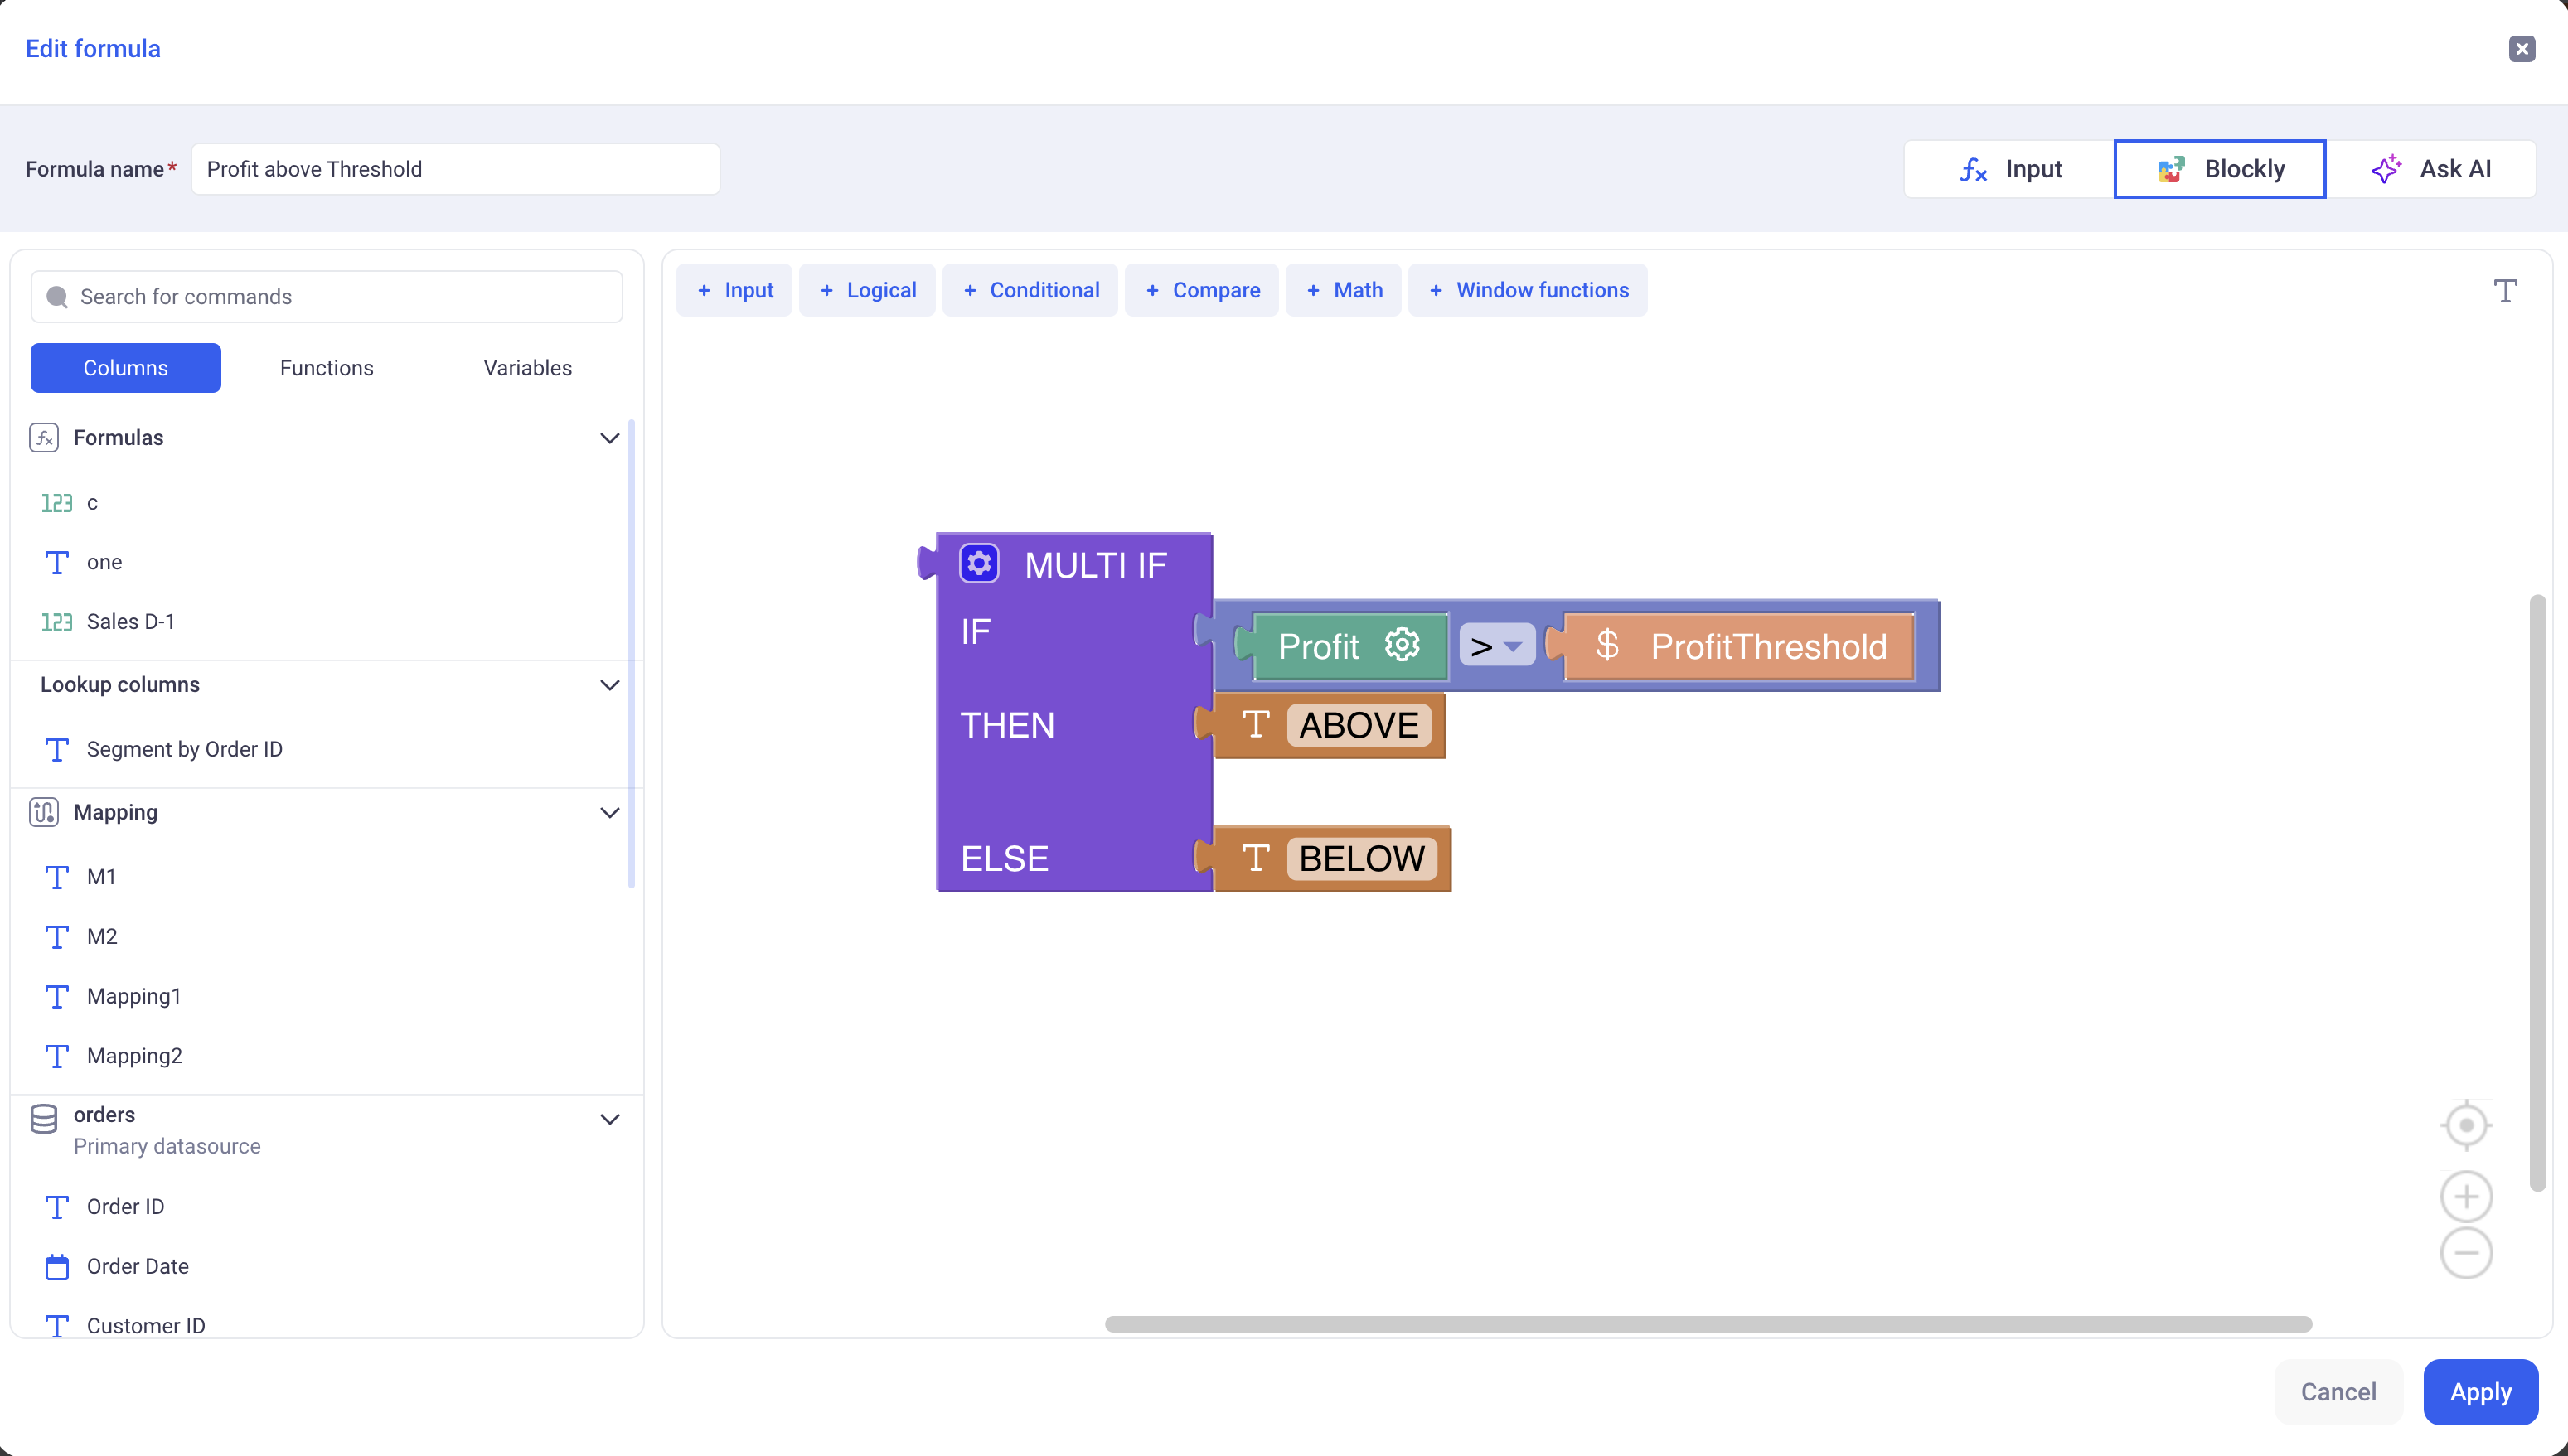 Edit formula
Formula name*
Profit above Threshold
Input
Blockly
Ask AI
Search for commands
Columns
Functions
Variables
Formulas
123 c
T one
123 Sales D-1
Lookup columns
T Segment by Order ID
Mapping
T M1
T M2
T Mapping1
T Mapping2
orders
Primary datasource
T Order ID
Order Date
T Customer ID
+ Input
+ Logical
+ Conditional
+ Compare
+ Math
+ Window functions
T
MULTI IF
IF
Profit > $ ProfitThreshold
THEN
T ABOVE
ELSE
T BELOW
Cancel
Apply